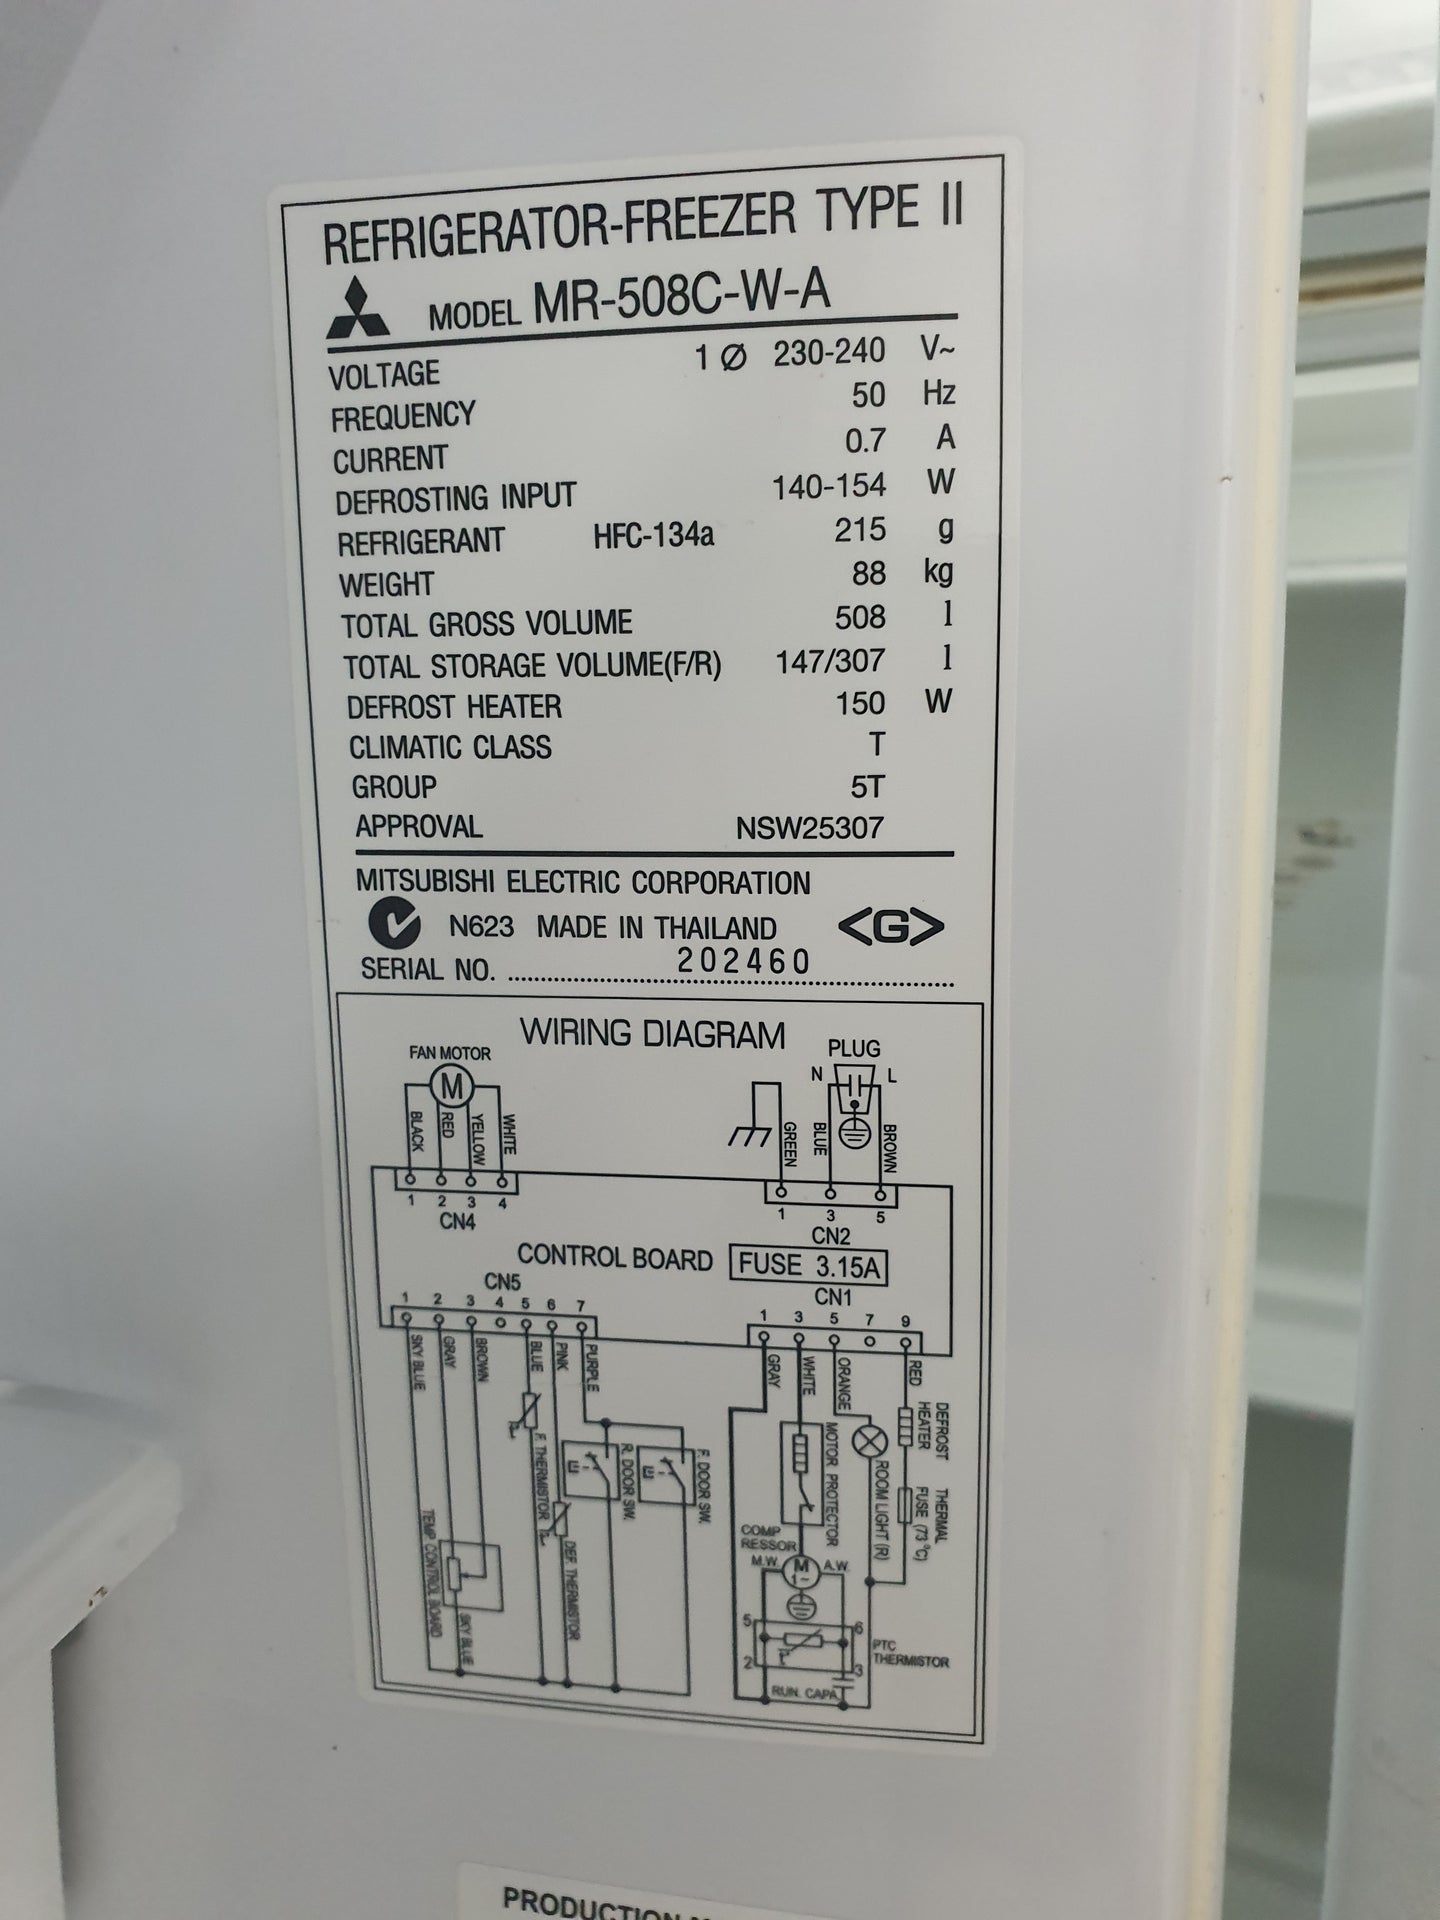 REFRIGERATOR-FREEZER TYPE II
MODEL MR-508C-W-A
VOLTAGE 1 Ø 230-240 V~
FREQUENCY 50 Hz
CURRENT 0.7 A
DEFROSTING INPUT 140-154 W
REFRIGERANT HFC-134a 215 g
WEIGHT 88 kg
TOTAL GROSS VOLUME 508 l
TOTAL STORAGE VOLUME(F/R) 147/307 l
DEFROST HEATER 150 W
CLIMATIC CLASS T
GROUP 5T
APPROVAL NSW25307
MITSUBISHI ELECTRIC CORPORATION
N623 MADE IN THAILAND <G>
SERIAL NO. 202460
WIRING DIAGRAM
FAN MOTOR
M
BLACK
RED
YELLOW
WHITE
1 2 3 4
CN4
PLUG
N L
GREEN
BLUE
BROWN
1 3 5
CN2
CONTROL BOARD FUSE 3.15A
CN5
1 2 3 4 5 6 7
SKY BLUE
GRAY
BROWN
BLUE
PINK
PURPLE
F. THERMISTOR
DEF. THERMISTOR
R. DOOR SW.
F. DOOR SW.
TEMP CONTROL BOARD
SKY BLUE
CN1
1 3 5 7 9
GRAY
WHITE
ORANGE
RED
DEFROST
HEATER
THERMAL
FUSE (73°C)
MOTOR PROTECTOR
ROOM LIGHT (R)
COMP
RESSOR
M.W. M A.W.
1~
5 6
2 3
PTC
THERMISTOR
RUN. CAPA.
PRODUCTION